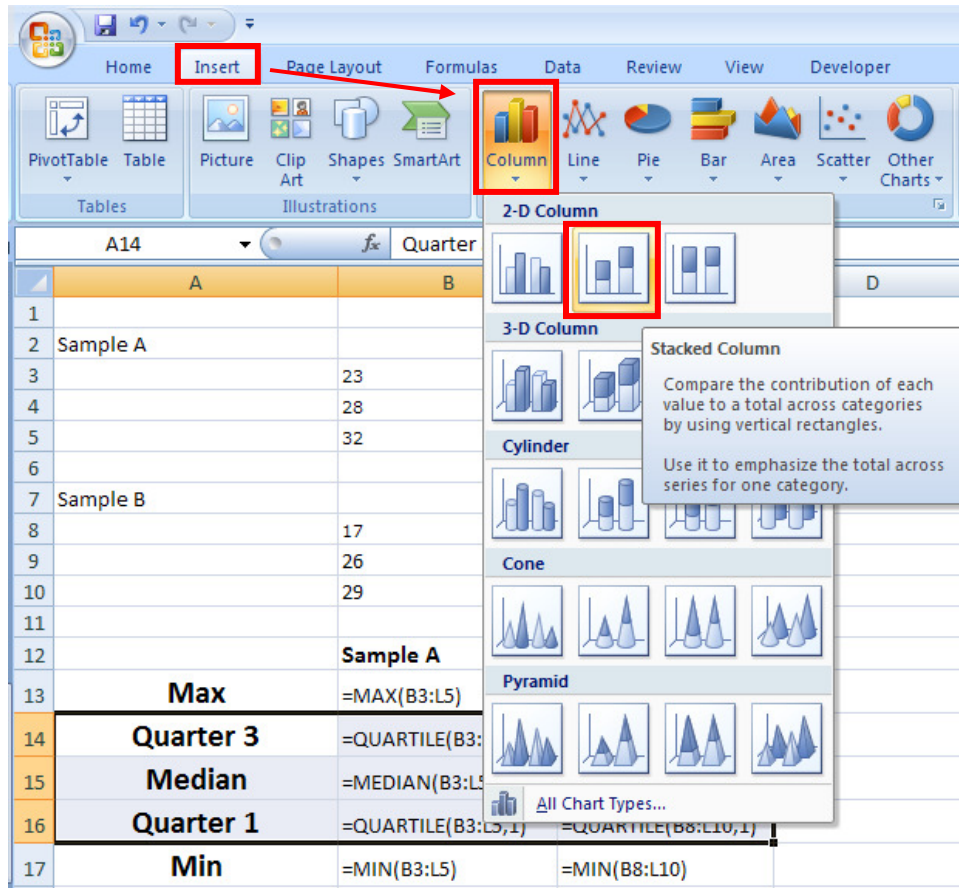 Home Insert Page Layout Formulas Data Review View Developer
PivotTable Table Picture Clip Art Shapes SmartArt Column Line Pie Bar Area Scatter Other Charts
Tables Illustrations
A14 fx Quarter
2-D Column
A B D
1
3-D Column
2 Sample A
Stacked Column
Compare the contribution of each
value to a total across categories
by using vertical rectangles.
Use it to emphasize the total across
series for one category.
3 23
4 28
5 32
Cylinder
6
7 Sample B
8 17
9 26
10 29
Cone
11
12 Sample A
Pyramid
13 Max =MAX(B3:L5)
14 Quarter 3 =QUARTILE(B3:
15 Median =MEDIAN(B3:L5
All Chart Types...
16 Quarter 1 =QUARTILE(B3:L5,1) =QUARTILE(B8:L10,1)
17 Min =MIN(B3:L5) =MIN(B8:L10)